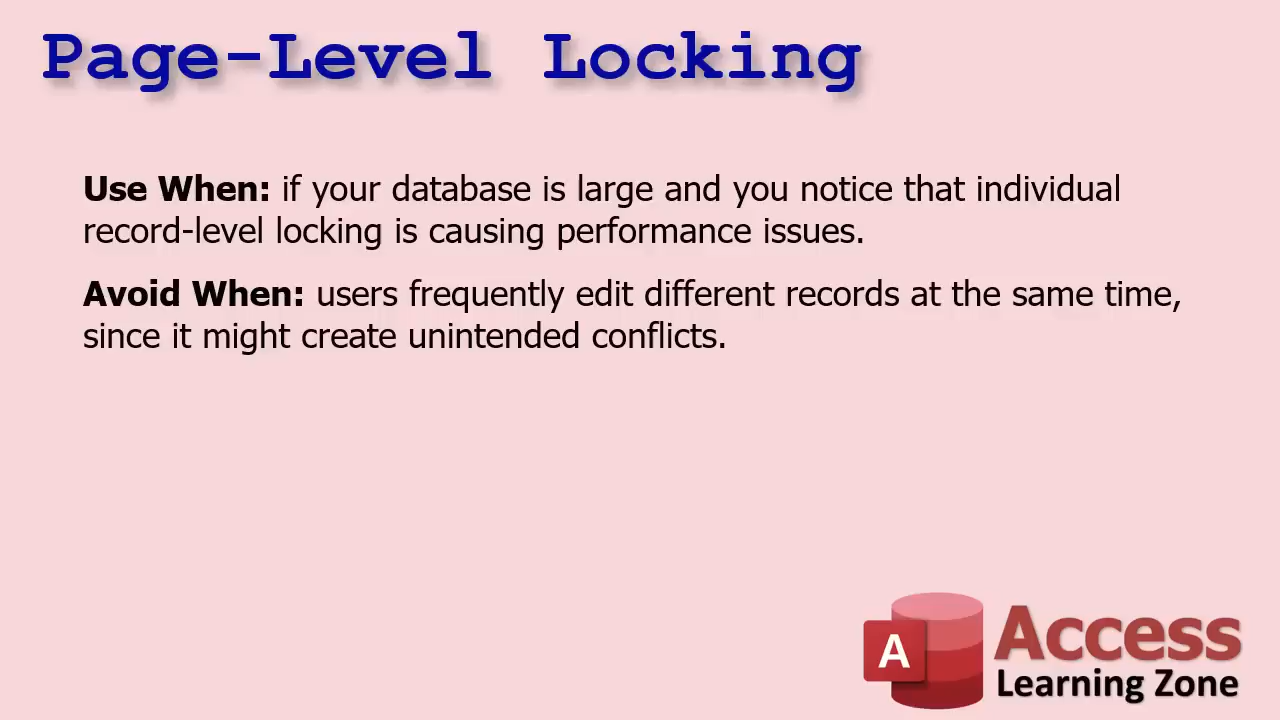 Page-Level Locking
Use When: if your database is large and you notice that individual
record-level locking is causing performance issues.
Avoid When: users frequently edit different records at the same time,
since it might create unintended conflicts.
A
Access
Learning Zone